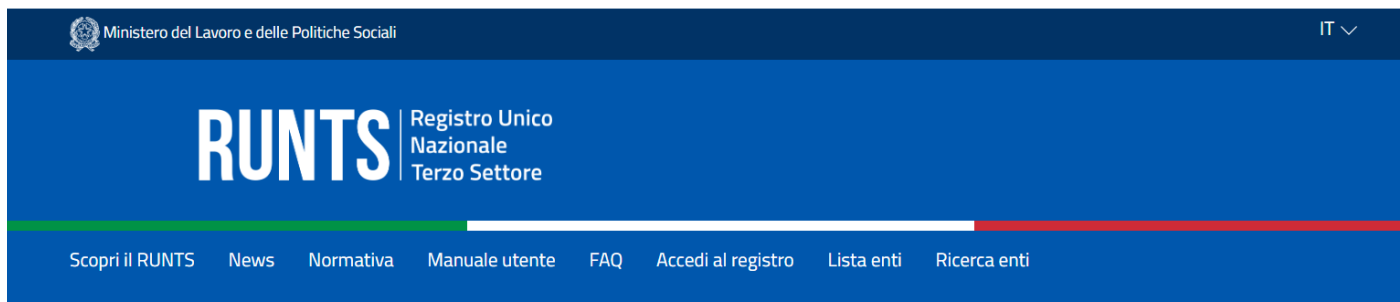 Ministero del Lavoro e delle Politiche Sociali
IT
RUNTS
Registro Unico
Nazionale
Terzo Settore
Scopri il RUNTS News Normativa Manuale utente FAQ Accedi al registro Lista enti Ricerca enti